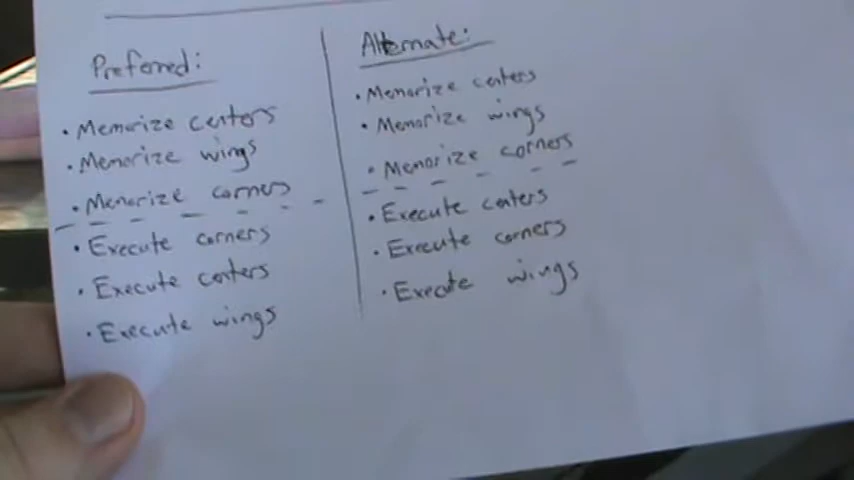 Preferred:
• Memorize centers
• Memorize wings
• Memorize corners
• Execute corners
• Execute centers
• Execute wings
Alternate:
• Memorize centers
• Memorize wings
• Memorize corners
• Execute centers
• Execute corners
• Execute wings